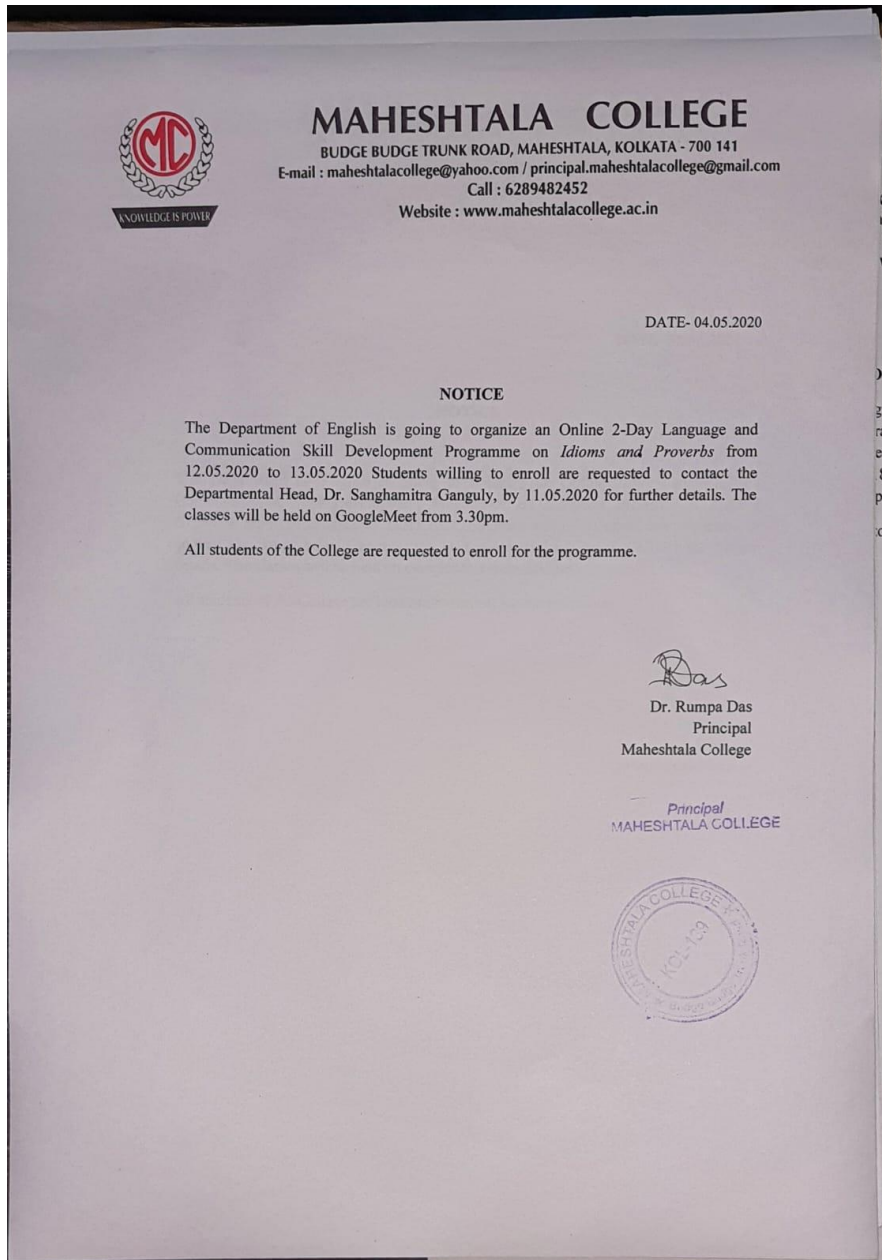 MC
KNOWLEDGE IS POWER
MAHESHTALA COLLEGE
BUDGE BUDGE TRUNK ROAD, MAHESHTALA, KOLKATA - 700 141
E-mail : maheshtalacollege@yahoo.com / principal.maheshtalacollege@gmail.com
Call : 6289482452
Website : www.maheshtalacollege.ac.in
DATE- 04.05.2020
NOTICE
The Department of English is going to organize an Online 2-Day Language and
Communication Skill Development Programme on Idioms and Proverbs from
12.05.2020 to 13.05.2020 Students willing to enroll are requested to contact the
Departmental Head, Dr. Sanghamitra Ganguly, by 11.05.2020 for further details. The
classes will be held on GoogleMeet from 3.30pm.
All students of the College are requested to enroll for the programme.
RDas
Dr. Rumpa Das
Principal
Maheshtala College
Principal
MAHESHTALA COLLEGE
MAHESHTALA COLLEGE
KOL-139